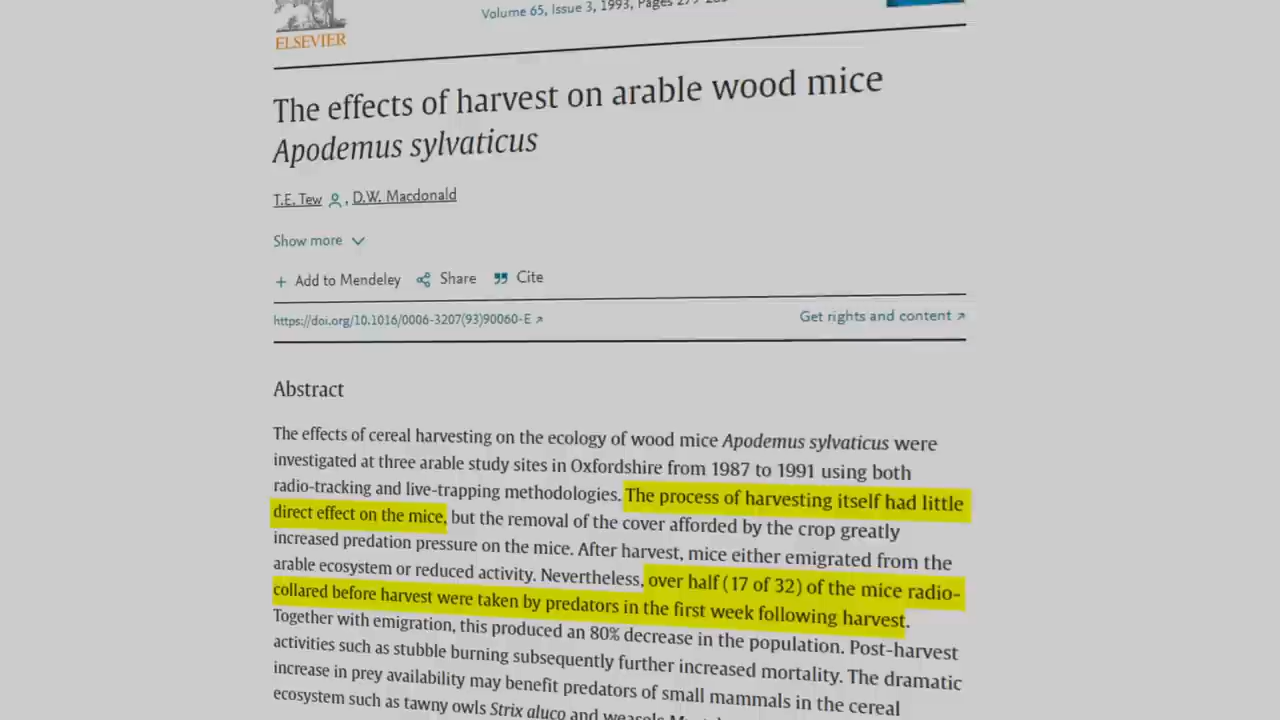 ELSEVIER
Volume 65, Issue 3, 1993, Pages
The effects of harvest on arable wood mice
Apodemus sylvaticus
T.E. Tew , D.W. Macdonald
Show more
+ Add to Mendeley Share Cite
https://doi.org/10.1016/0006-3207(93)90060-E ↗
Get rights and content ↗
Abstract
The effects of cereal harvesting on the ecology of wood mice Apodemus sylvaticus were
investigated at three arable study sites in Oxfordshire from 1987 to 1991 using both
radio-tracking and live-trapping methodologies. The process of harvesting itself had little
direct effect on the mice, but the removal of the cover afforded by the crop greatly
increased predation pressure on the mice. After harvest, mice either emigrated from the
arable ecosystem or reduced activity. Nevertheless, over half (17 of 32) of the mice radio-
collared before harvest were taken by predators in the first week following harvest.
Together with emigration, this produced an 80% decrease in the population. Post-harvest
activities such as stubble burning subsequently further increased mortality. The dramatic
increase in prey availability may benefit predators of small mammals in the cereal
ecosystem such as tawny owls Strix aluco and weasels